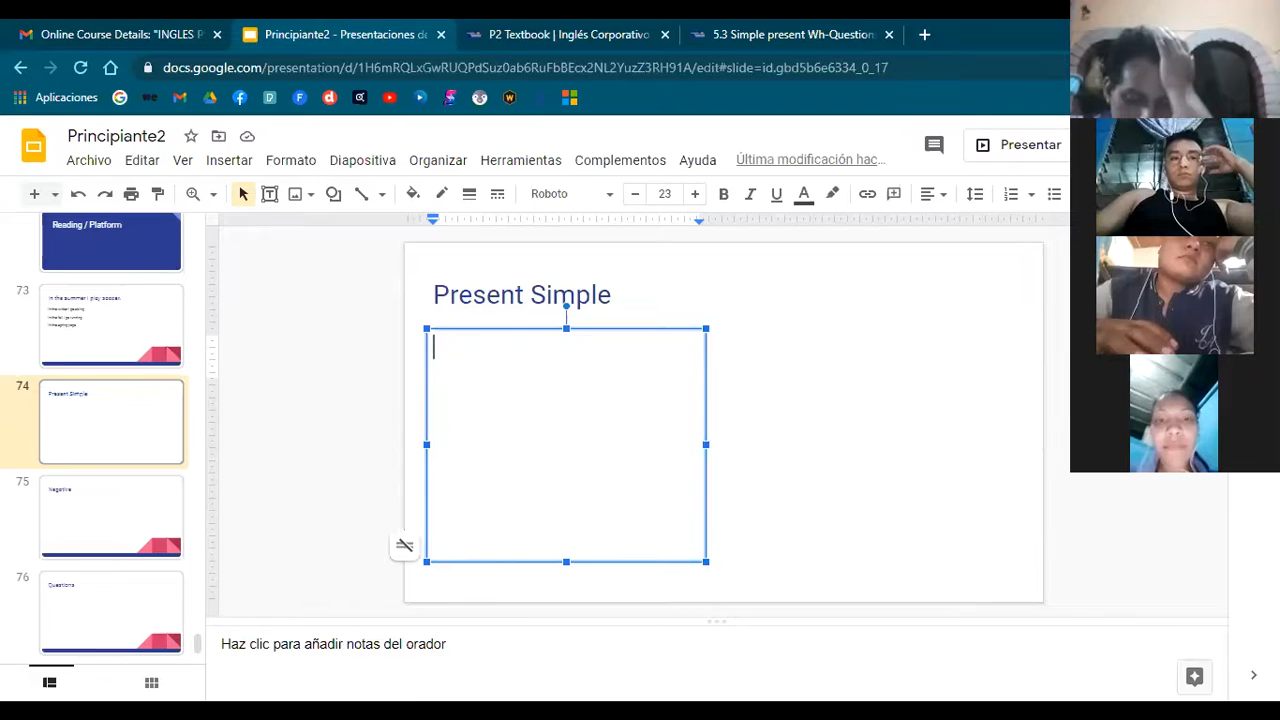 Online Course Details: "INGLES P
Principiante2 - Presentaciones de
P2 Textbook | Inglés Corporativo
5.3 Simple present Wh-Question
docs.google.com/presentation/d/1H6mRQLxGwRUQPdSuz0ab6RuFbBEcx2NL2YuzZ3RH91A/edit#slide=id.gbd5b6e6334_0_17
Aplicaciones
Principiante2
Presentar
Archivo Editar Ver Insertar Formato Diapositiva Organizar Herramientas Complementos Ayuda Última modificación hac...
Roboto 23
Reading / Platform
73
In the summer I play soccer.
74
Present Simple
75
Negative
76
Questions
Present Simple
Haz clic para añadir notas del orador